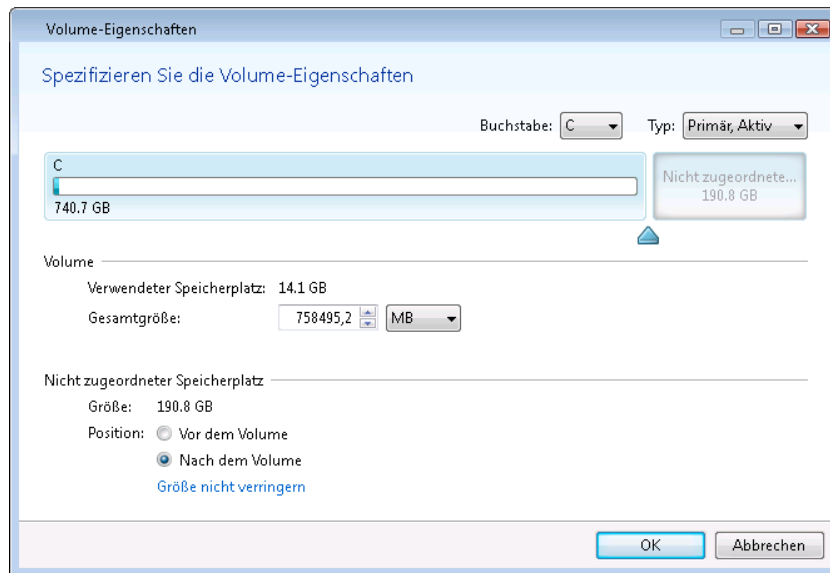 Volume-Eigenschaften
Spezifizieren Sie die Volume-Eigenschaften
Buchstabe: C Typ: Primär, Aktiv
C
740.7 GB
Nicht zugeordnete...
190.8 GB
Volume
Verwendeter Speicherplatz: 14.1 GB
Gesamtgröße: 758495,2 MB
Nicht zugeordneter Speicherplatz
Größe: 190.8 GB
Position: Vor dem Volume
Nach dem Volume
Größe nicht verringern
OK Abbrechen